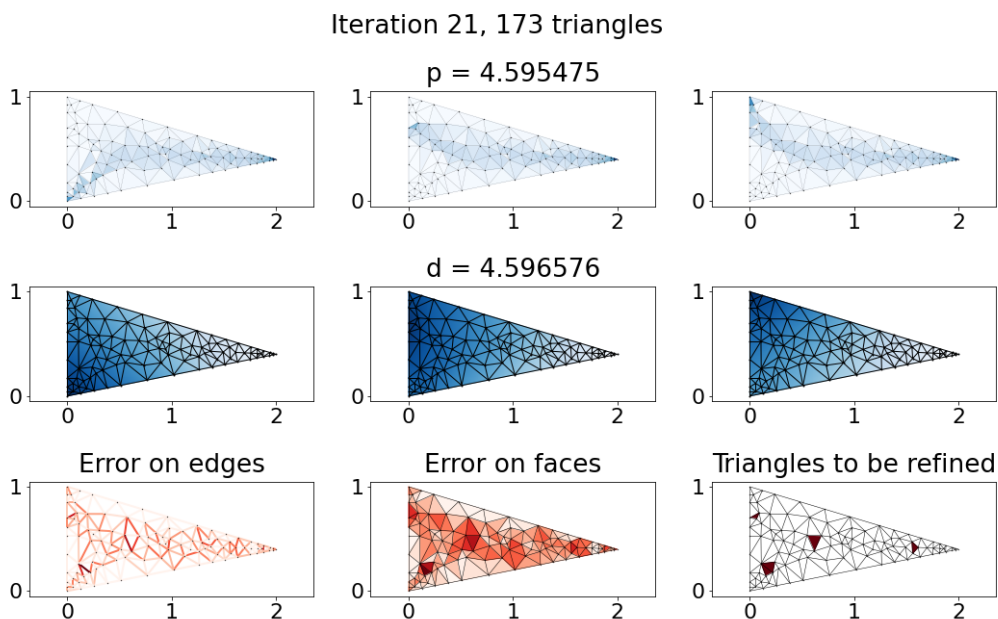 Iteration 21, 173 triangles
p = 4.595475
1
0
0 1 2
1
0
0 1 2
1
0
0 1 2
d = 4.596576
1
0
0 1 2
1
0
0 1 2
1
0
0 1 2
Error on edges
1
0
0 1 2
Error on faces
1
0
0 1 2
Triangles to be refined
1
0
0 1 2